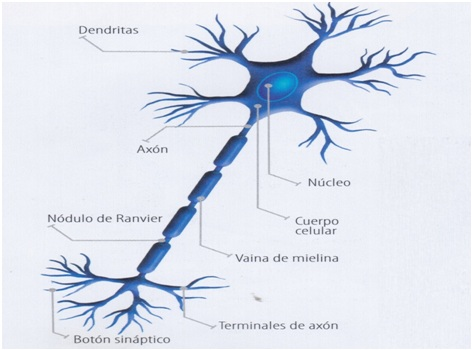 Dendritas
Axón
Núcleo
Nódulo de Ranvier
Cuerpo
celular
Vaina de mielina
Terminales de axón
Botón sináptico